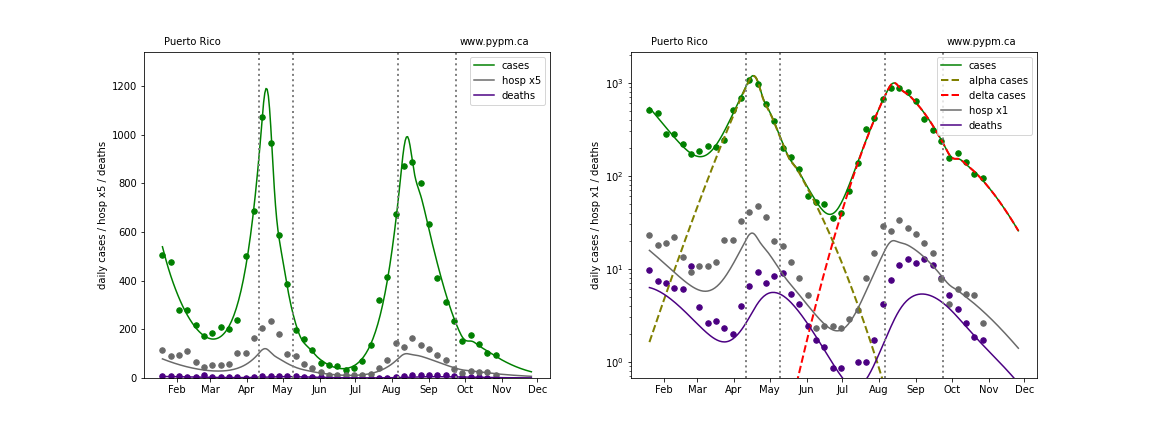 Puerto Rico
www.pypm.ca
daily cases / hosp x5 / deaths
1200
1000
800
600
400
200
0
cases
hosp x5
deaths
Feb Mar Apr May Jun Jul Aug Sep Oct Nov Dec
Puerto Rico
www.pypm.ca
daily cases / hosp x1 / deaths
10³
10²
10¹
10⁰
cases
alpha cases
delta cases
hosp x1
deaths
Feb Mar Apr May Jun Jul Aug Sep Oct Nov Dec